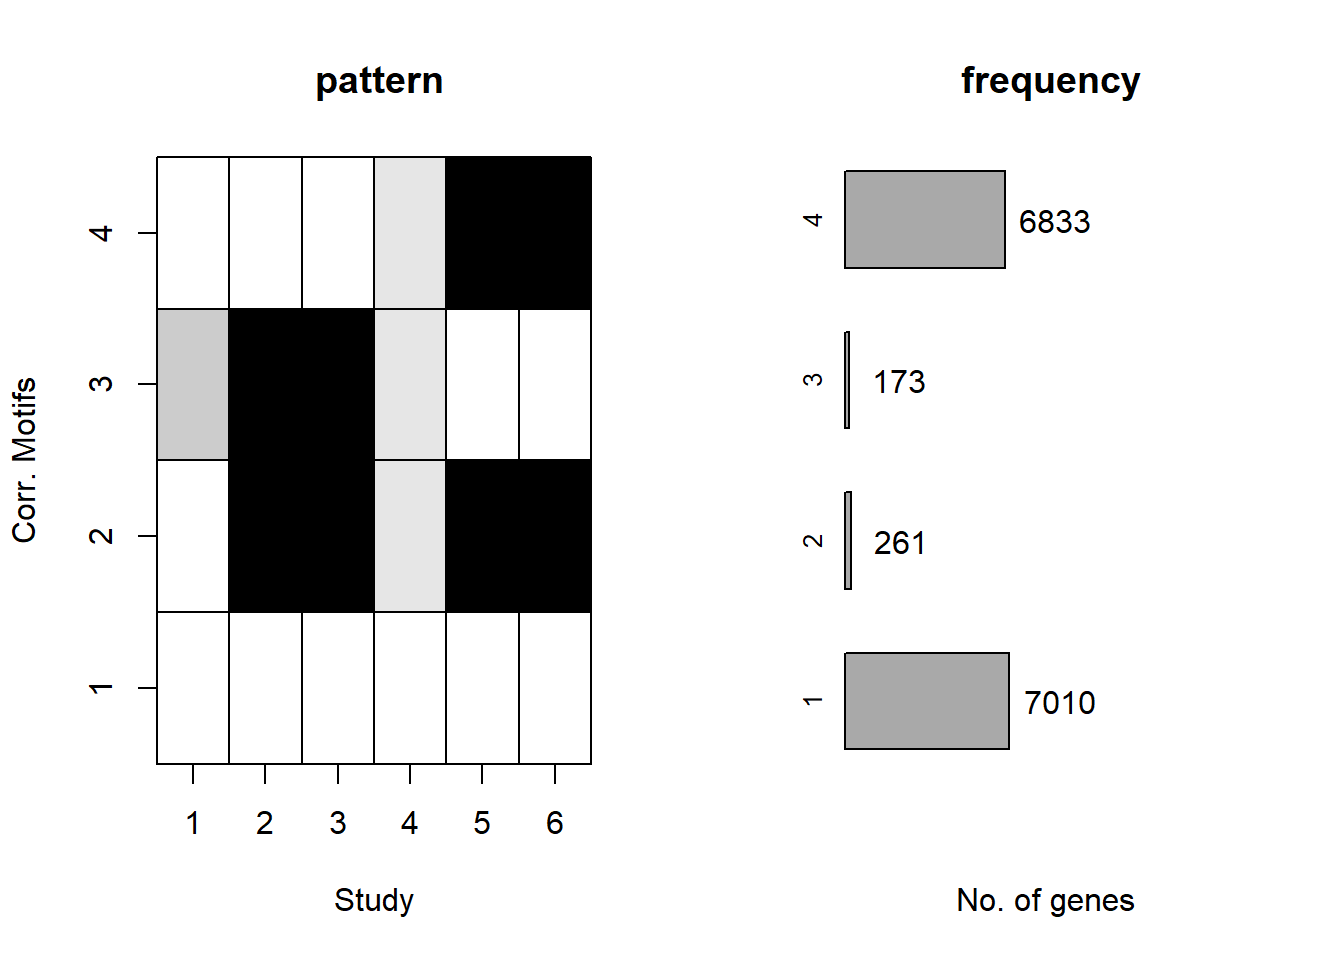 pattern
Corr. Motifs
4
3
2
1
1 2 3 4 5 6
Study
frequency
4 6833
3 173
2 261
1 7010
No. of genes